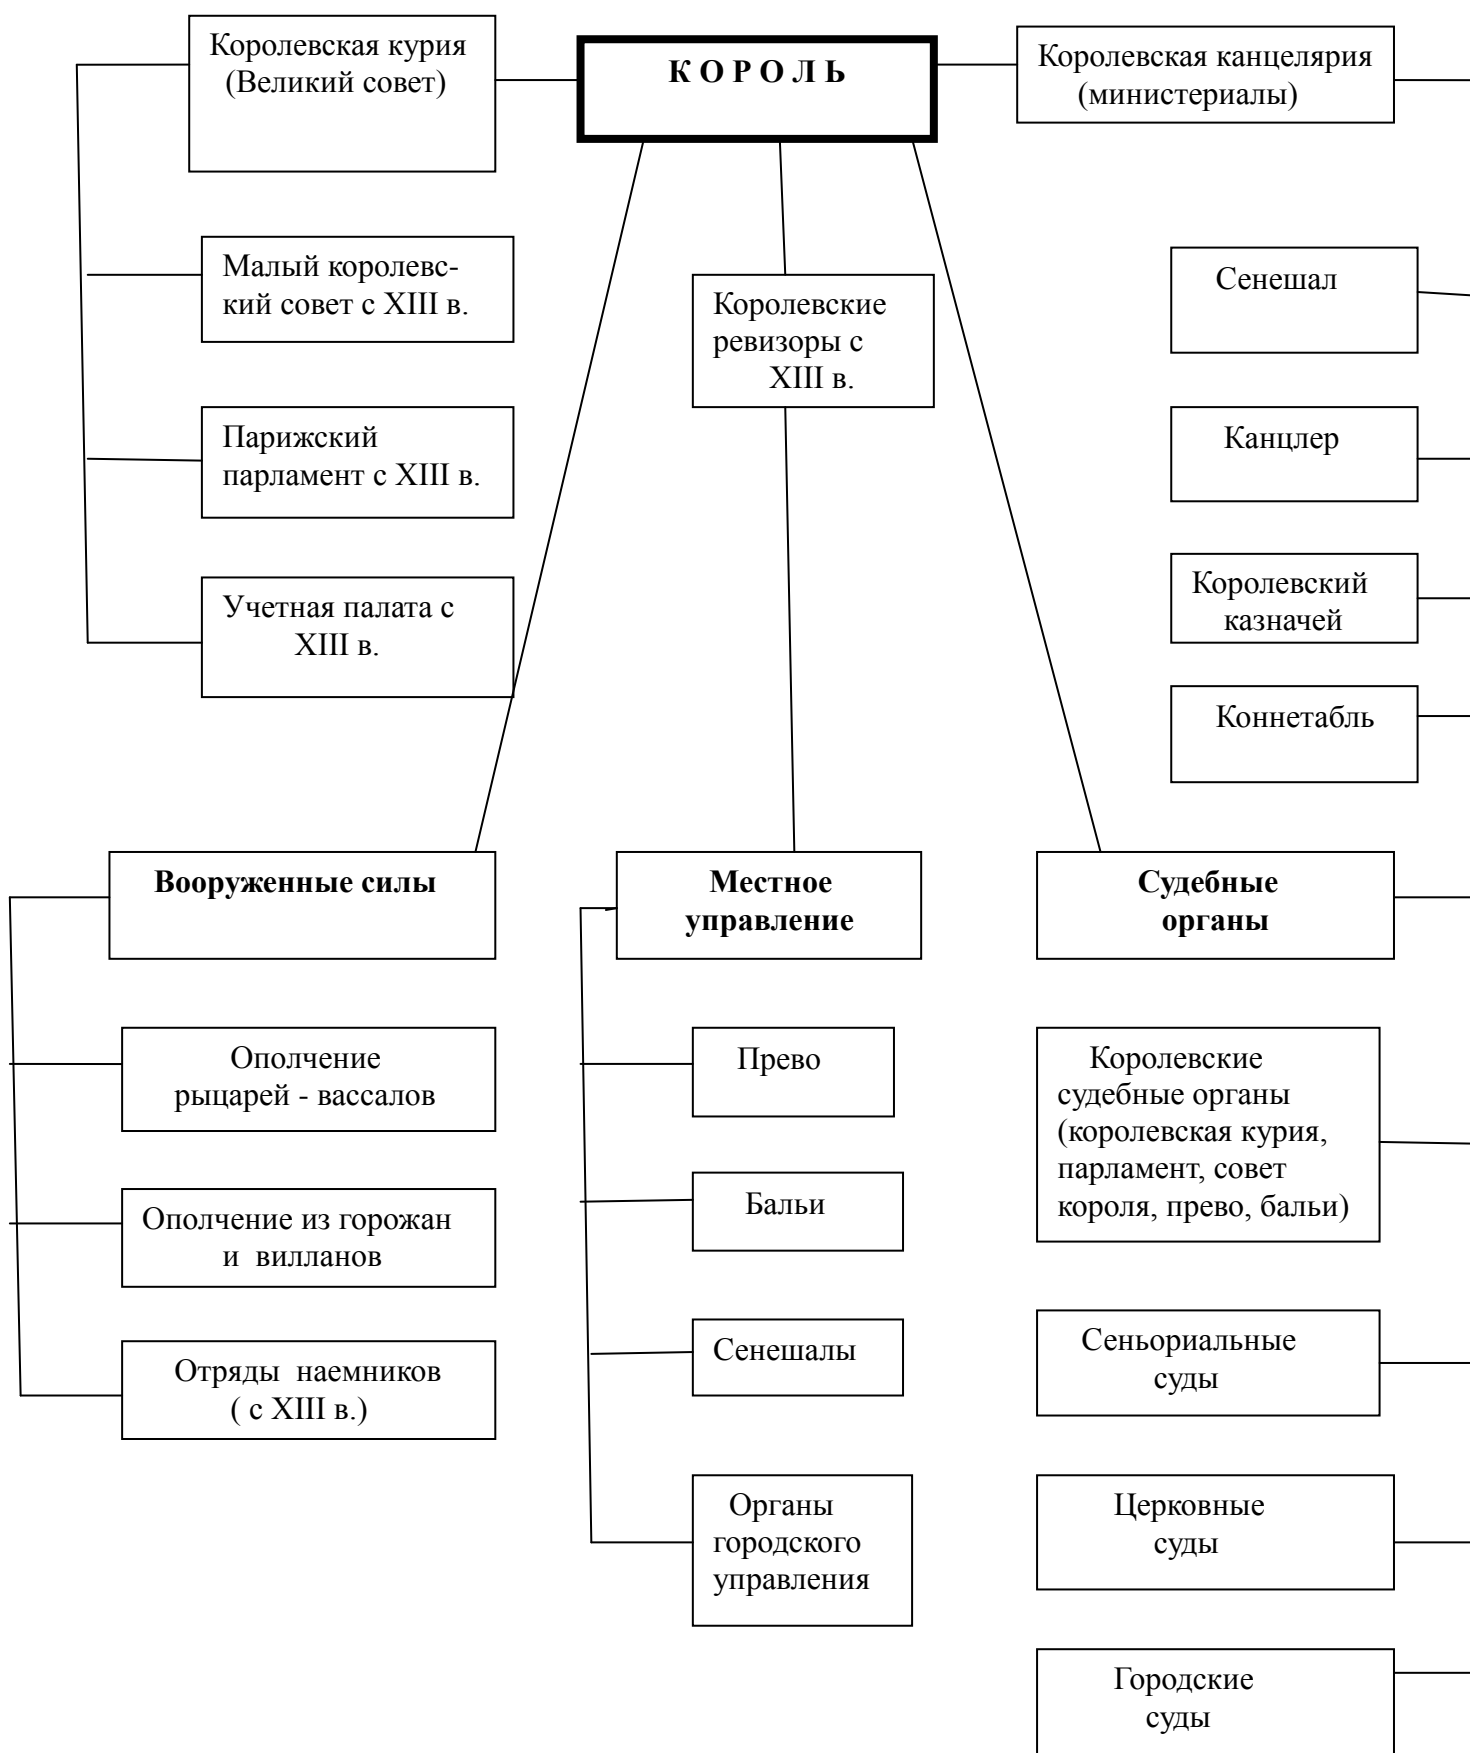 Королевская курия
(Великий совет)
К О Р О Л Ь
Королевская канцелярия
(министериалы)
Малый королевс-
кий совет с XIII в.
Королевские
ревизоры с
XIII в.
Сенешал
Парижский
парламент с XIII в.
Канцлер
Учетная палата с
XIII в.
Королевский
казначей
Коннетабль
Вооруженные силы
Местное
управление
Судебные
органы
Ополчение
рыцарей - вассалов
Ополчение из горожан
и вилланов
Отряды наемников
( с XIII в.)
Прево
Бальи
Сенешалы
Органы
городского
управления
Королевские
судебные органы
(королевская курия,
парламент, совет
короля, прево, бальи)
Сеньориальные
суды
Церковные
суды
Городские
суды